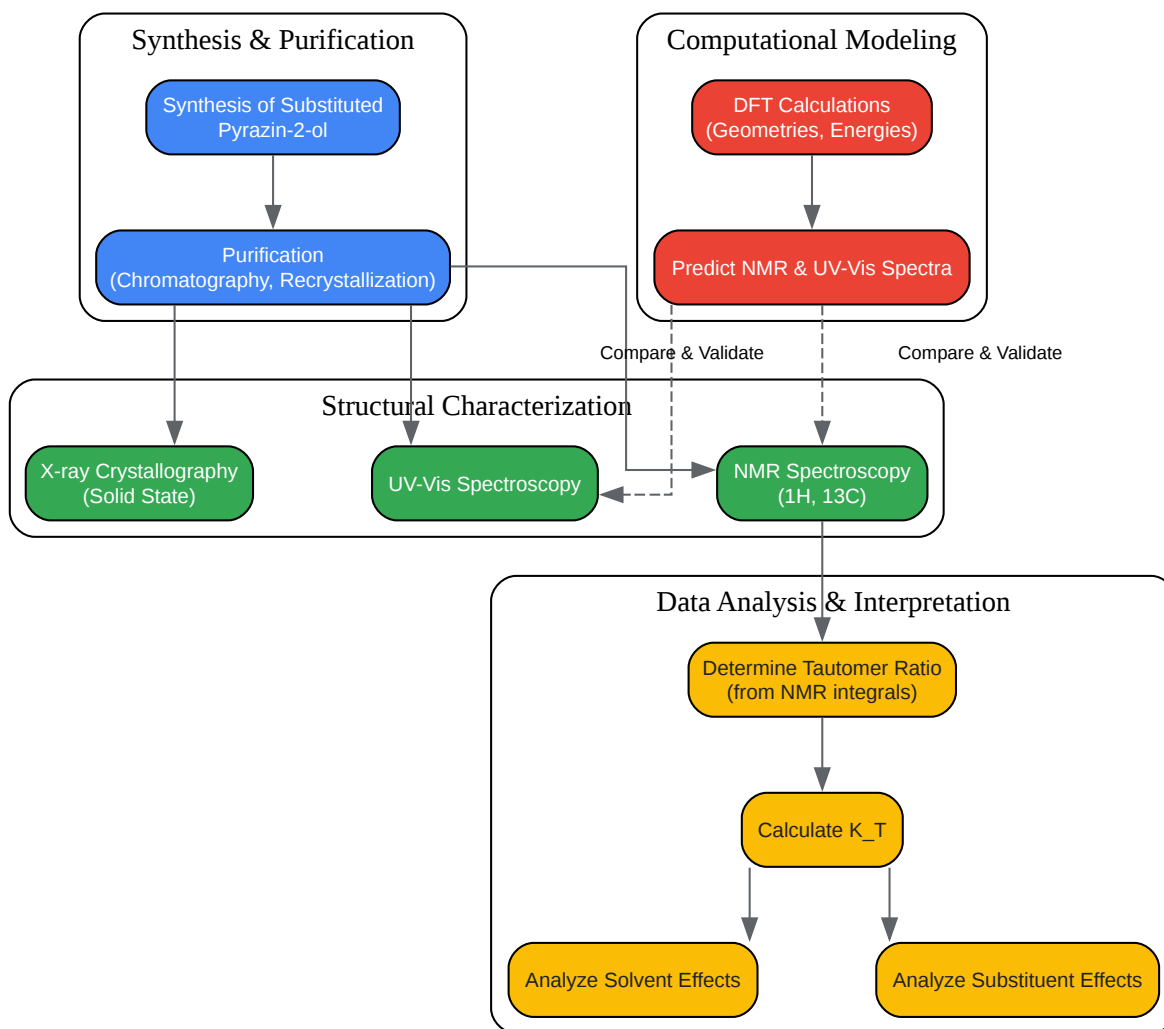 Synthesis & Purification
Synthesis of Substituted
Pyrazin-2-ol
Purification
(Chromatography, Recrystallization)
Computational Modeling
DFT Calculations
(Geometries, Energies)
Predict NMR & UV-Vis Spectra
Compare & Validate
Compare & Validate
Structural Characterization
X-ray Crystallography
(Solid State)
UV-Vis Spectroscopy
NMR Spectroscopy
(1H, 13C)
Data Analysis & Interpretation
Determine Tautomer Ratio
(from NMR integrals)
Calculate K_T
Analyze Solvent Effects
Analyze Substituent Effects